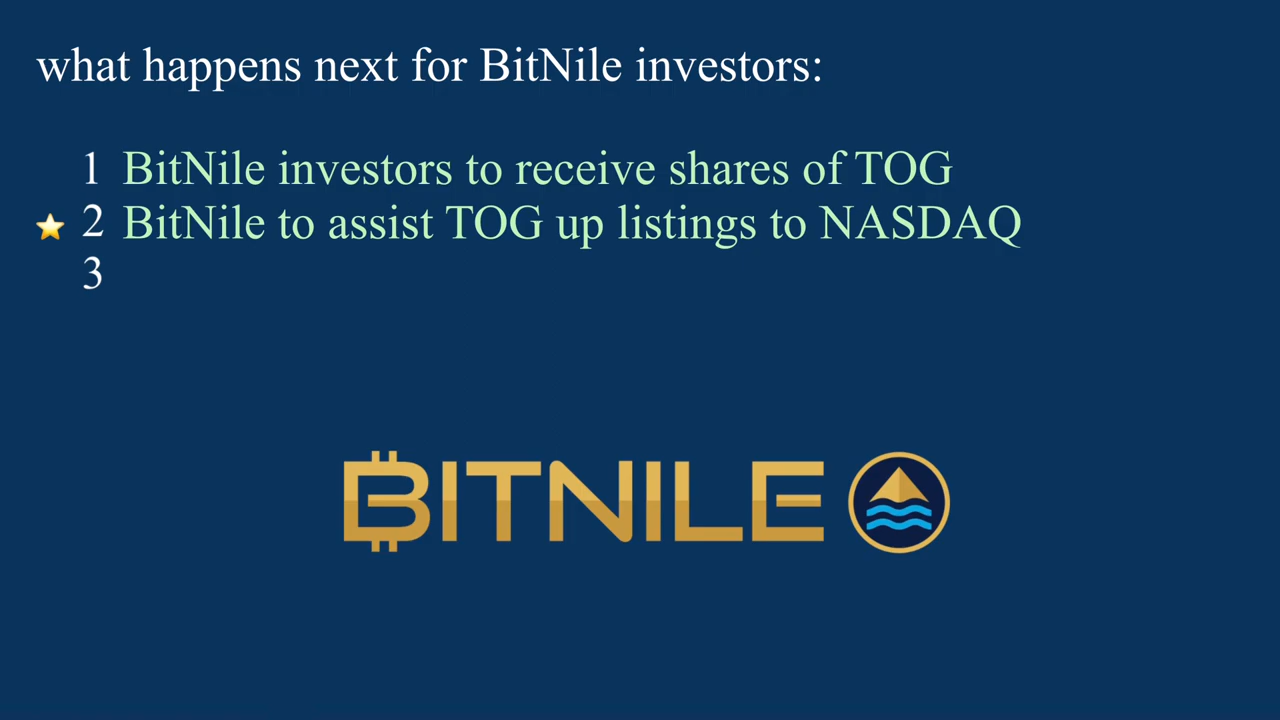 what happens next for BitNile investors:
1 BitNile investors to receive shares of TOG
2 BitNile to assist TOG up listings to NASDAQ
3
BITNILE